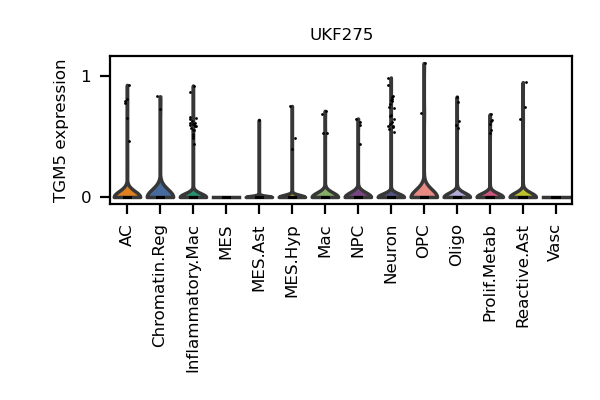 UKF275
TGM5 expression
1
0
AC
Chromatin.Reg
Inflammatory.Mac
MES
MES.Ast
MES.Hyp
Mac
NPC
Neuron
OPC
Oligo
Prolif.Metab
Reactive.Ast
Vasc